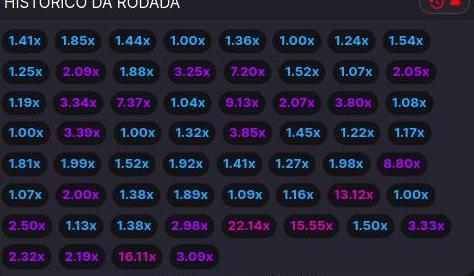 HISTÓRICO DA RODADA
1.41x 1.85x 1.44x 1.00x 1.36x 1.00x 1.24x 1.54x
1.25x 2.09x 1.88x 3.25x 7.20x 1.52x 1.07x 2.05x
1.19x 3.34x 7.37x 1.04x 9.13x 2.07x 3.80x 1.08x
1.00x 3.39x 1.00x 1.32x 3.85x 1.45x 1.22x 1.17x
1.81x 1.99x 1.52x 1.92x 1.41x 1.27x 1.98x 8.80x
1.07x 2.00x 1.38x 1.89x 1.09x 1.16x 13.12x 1.00x
2.50x 1.13x 1.38x 2.98x 22.14x 15.55x 1.50x 3.33x
2.32x 2.19x 16.11x 3.09x